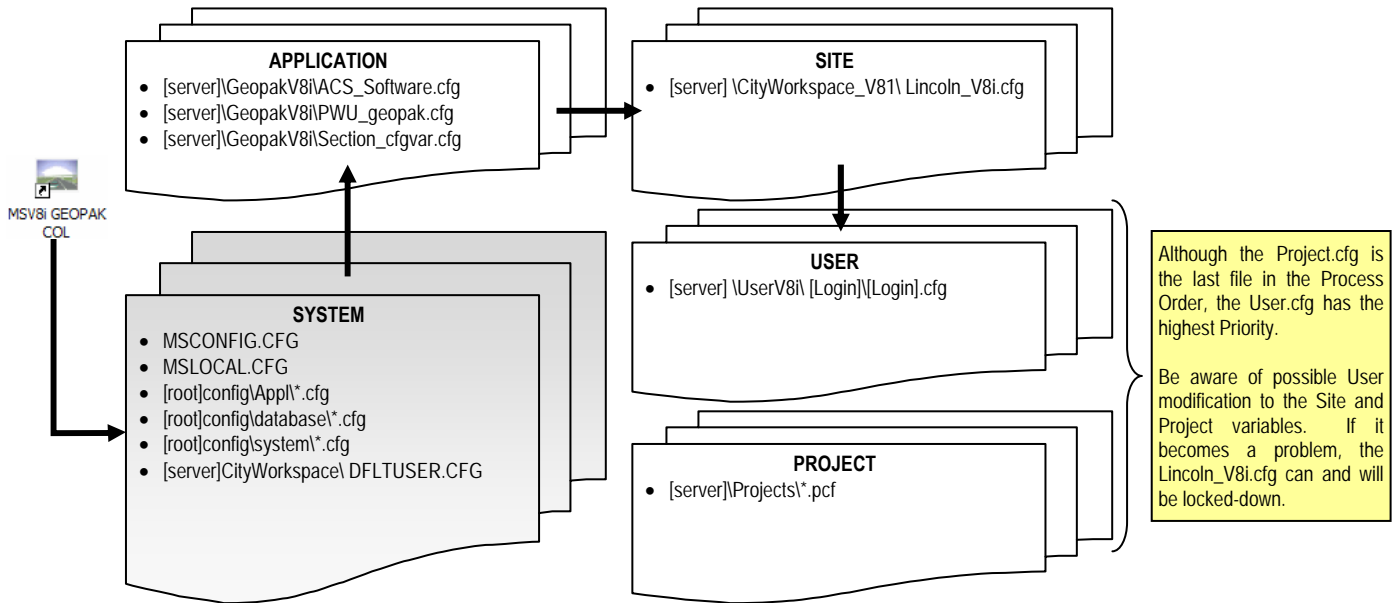 MSV8i GEOPAK
COL
APPLICATION
• [server]\GeopakV8i\ACS_Software.cfg
• [server]\GeopakV8i\PWU_geopak.cfg
• [server]\GeopakV8i\Section_cfgvar.cfg
SITE
• [server] \CityWorkspace_V81\ Lincoln_V8i.cfg
SYSTEM
• MSCONFIG.CFG
• MSLOCAL.CFG
• [root]config\Appl\*.cfg
• [root]config\database\*.cfg
• [root]config\system\*.cfg
• [server]CityWorkspace\ DFLTUSER.CFG
USER
• [server] \UserV8i\ [Login]\[Login].cfg
PROJECT
• [server]\Projects\*.pcf
Although the Project.cfg is
the last file in the Process
Order, the User.cfg has the
highest Priority.
Be aware of possible User
modification to the Site and
Project variables. If it
becomes a problem, the
Lincoln_V8i.cfg can and will
be locked-down.